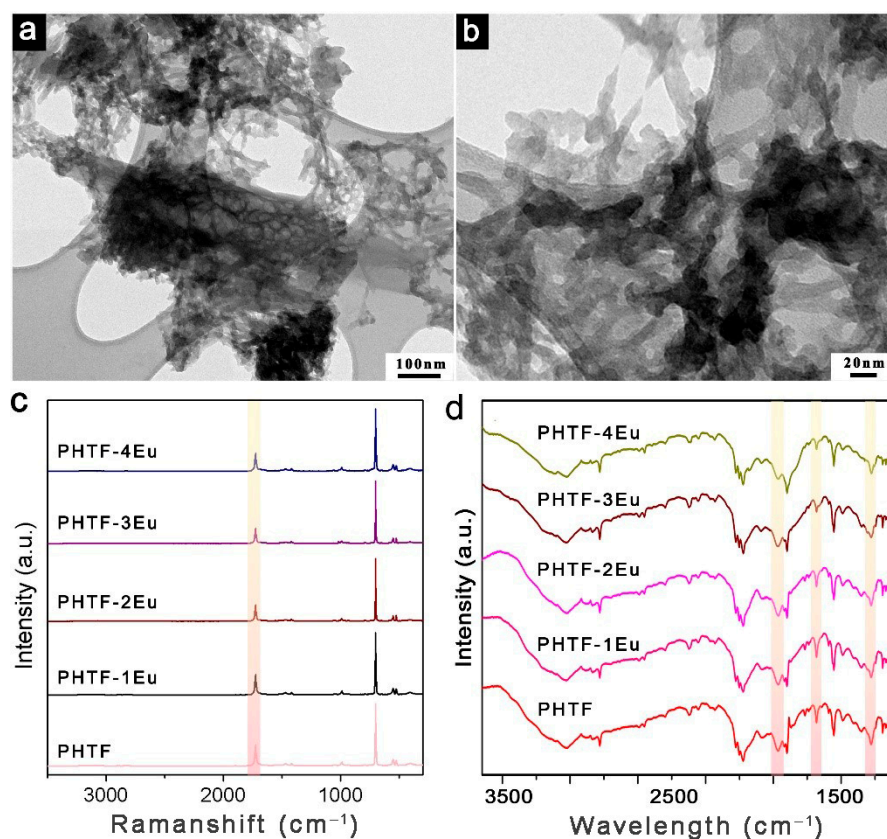 a
b
100nm
20nm
c
d
PHTF-4Eu
PHTF-3Eu
PHTF-2Eu
PHTF-1Eu
PHTF
Intensity (a.u.)
3000
2000
1000
Ramanshift (cm⁻¹)
PHTF-4Eu
PHTF-3Eu
PHTF-2Eu
PHTF-1Eu
PHTF
Intensity (a.u.)
3500
2500
1500
Wavelength (cm⁻¹)